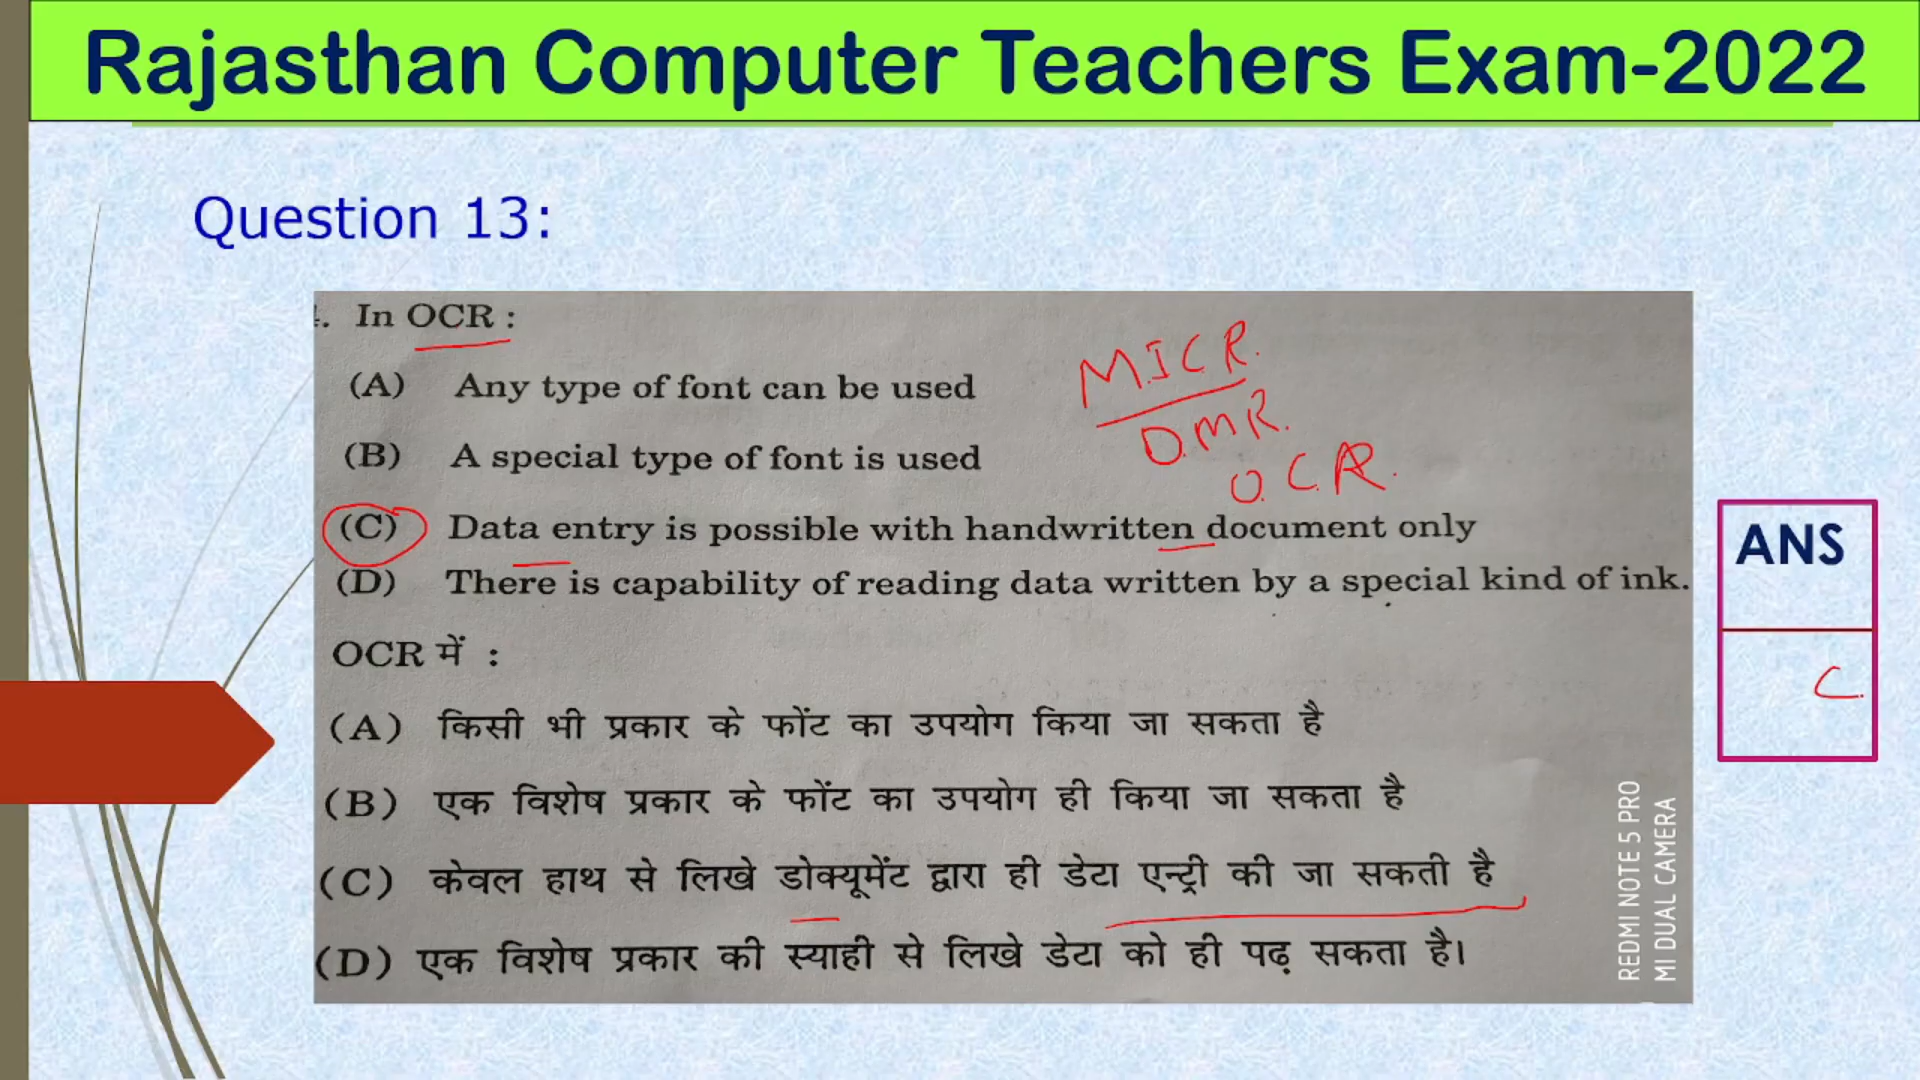 Rajasthan Computer Teachers Exam-2022
Question 13:
. In OCR :
(A) Any type of font can be used
(B) A special type of font is used
(C) Data entry is possible with handwritten document only
(D) There is capability of reading data written by a special kind of ink.
OCR में :
(A) किसी भी प्रकार के फोंट का उपयोग किया जा सकता है
(B) एक विशेष प्रकार के फोंट का उपयोग ही किया जा सकता है
(C) केवल हाथ से लिखे डोक्यूमेंट द्वारा ही डेटा एन्ट्री की जा सकती है
(D) एक विशेष प्रकार की स्याही से लिखे डेटा को ही पढ़ सकता है।
M.I.C.R.
O.M.R.
O.C.R.
ANS
C.
REDMI NOTE 5 PRO
MI DUAL CAMERA